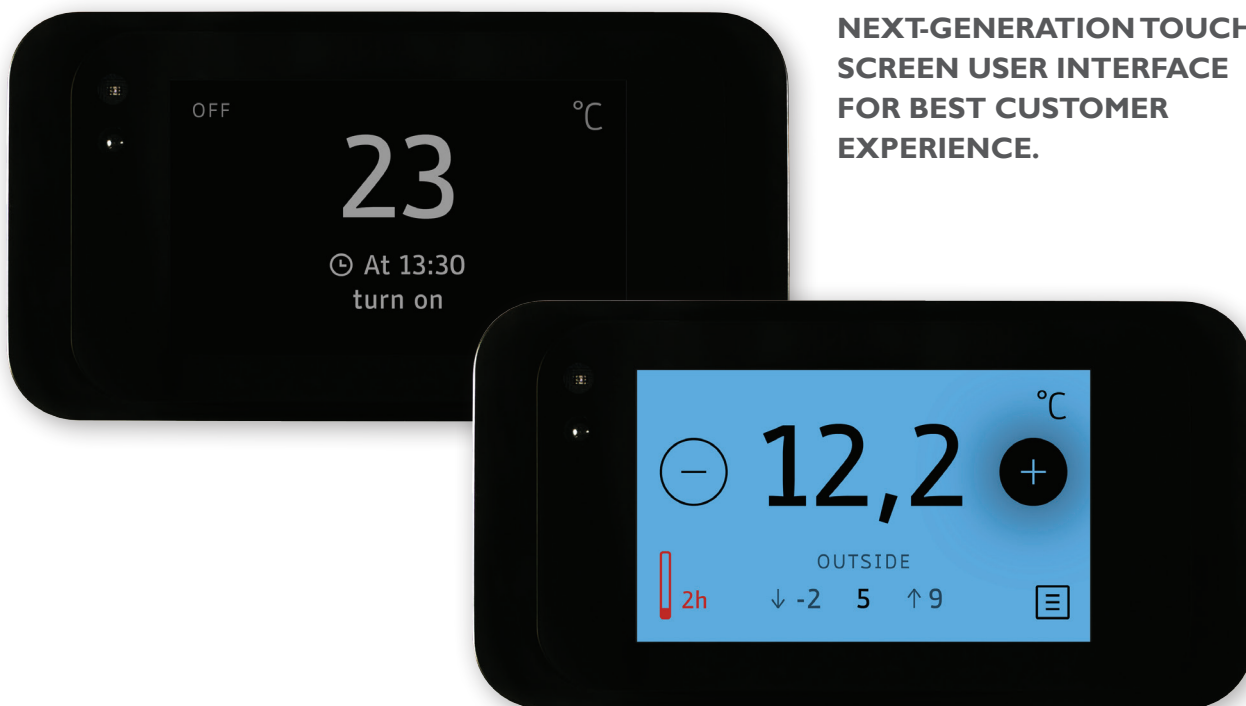 NEXT-GENERATION TOUCH
SCREEN USER INTERFACE
FOR BEST CUSTOMER
EXPERIENCE.
OFF
°C
23
At 13:30
turn on
°C
− 12,2 +
OUTSIDE
2h ↓ -2 5 ↑ 9